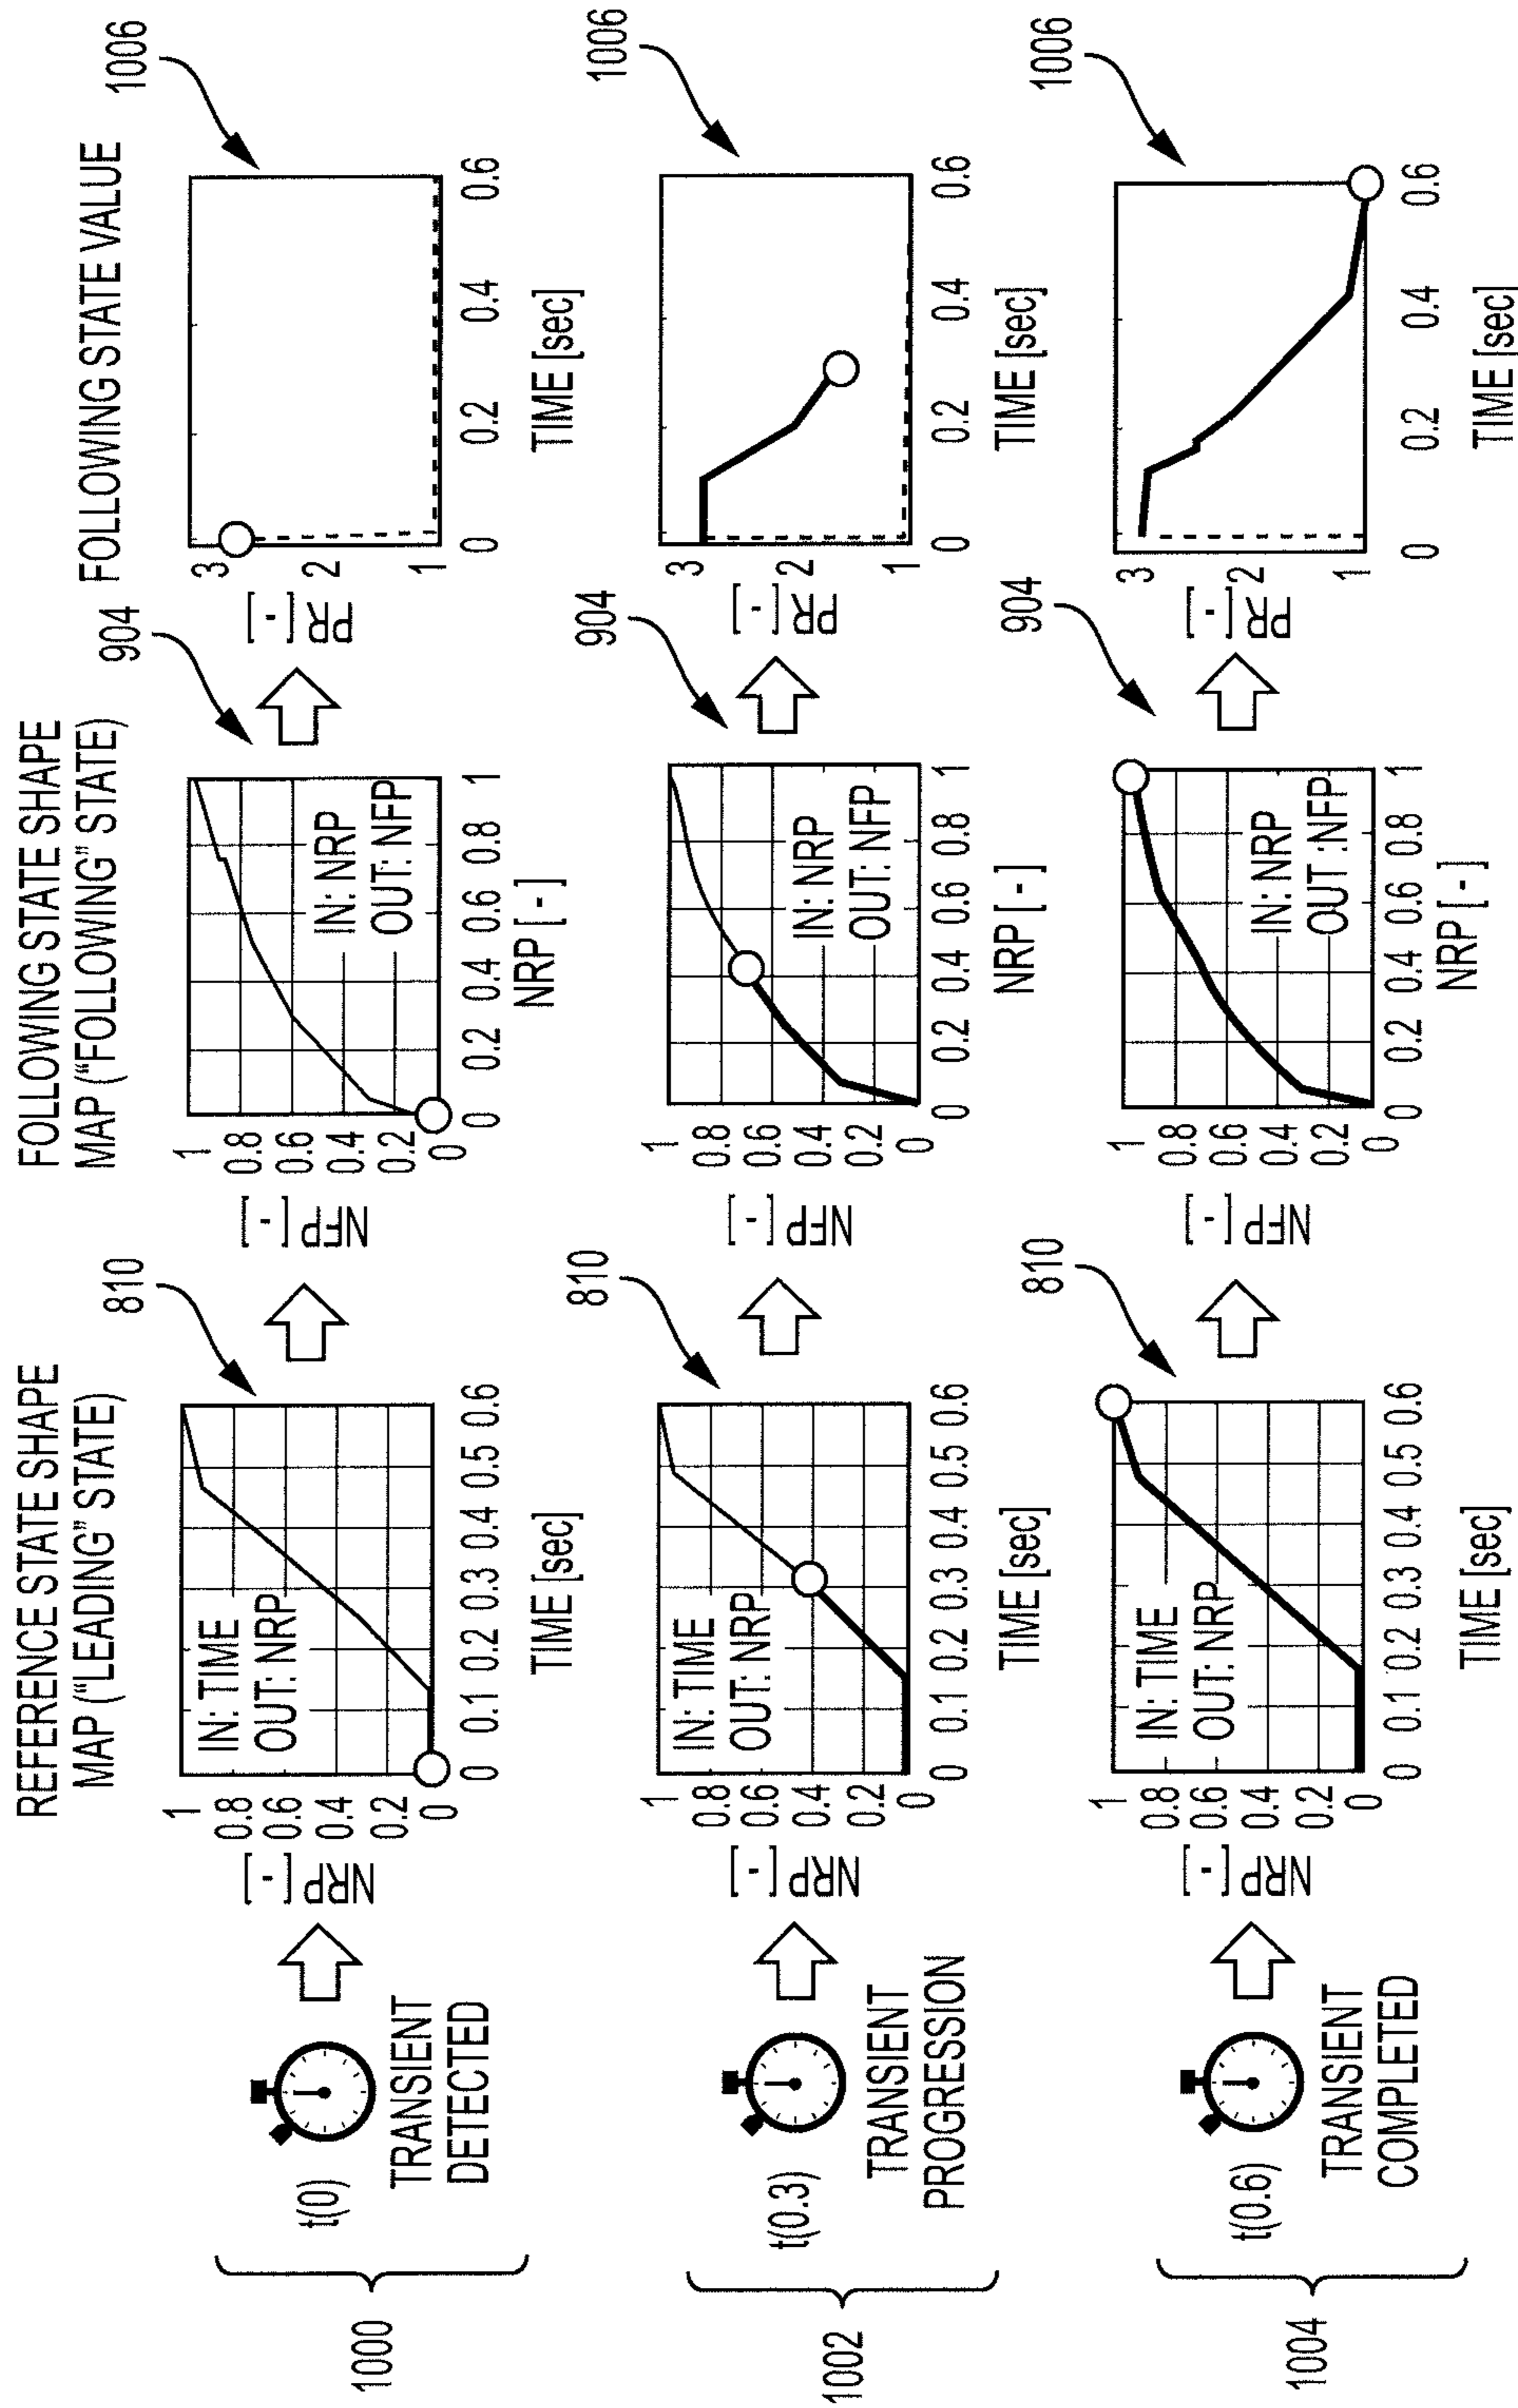 REFERENCE STATE SHAPE
MAP ("LEADING" STATE)
FOLLOWING STATE SHAPE
MAP ("FOLLOWING" STATE)
FOLLOWING STATE VALUE
1000
t(0)
TRANSIENT
DETECTED
NRP [ - ]
1
0.8
0.6
0.4
0.2
0
IN: TIME
OUT: NRP
0 0.1 0.2 0.3 0.4 0.5 0.6
TIME [sec]
810
NFP [ - ]
1
0.8
0.6
0.4
0.2
0
IN: NRP
OUT: NFP
0 0.2 0.4 0.6 0.8 1
NRP [ - ]
904
PR [ - ]
3
2
1
0 0.2 0.4 0.6
TIME [sec]
1006
1002
t(0.3)
TRANSIENT
PROGRESSION
NRP [ - ]
1
0.8
0.6
0.4
0.2
0
IN: TIME
OUT: NRP
0 0.1 0.2 0.3 0.4 0.5 0.6
TIME [sec]
810
NFP [ - ]
1
0.8
0.6
0.4
0.2
0
IN: NRP
OUT: NFP
0 0.2 0.4 0.6 0.8 1
NRP [ - ]
904
PR [ - ]
3
2
1
0 0.2 0.4 0.6
TIME [sec]
1006
1004
t(0.6)
TRANSIENT
COMPLETED
NRP [ - ]
1
0.8
0.6
0.4
0.2
0
IN: TIME
OUT: NRP
0 0.1 0.2 0.3 0.4 0.5 0.6
TIME [sec]
810
NFP [ - ]
1
0.8
0.6
0.4
0.2
0
IN: NRP
OUT :NFP
0 0.2 0.4 0.6 0.8 1
NRP [ - ]
904
PR [ - ]
3
2
1
0 0.2 0.4 0.6
TIME [sec]
1006